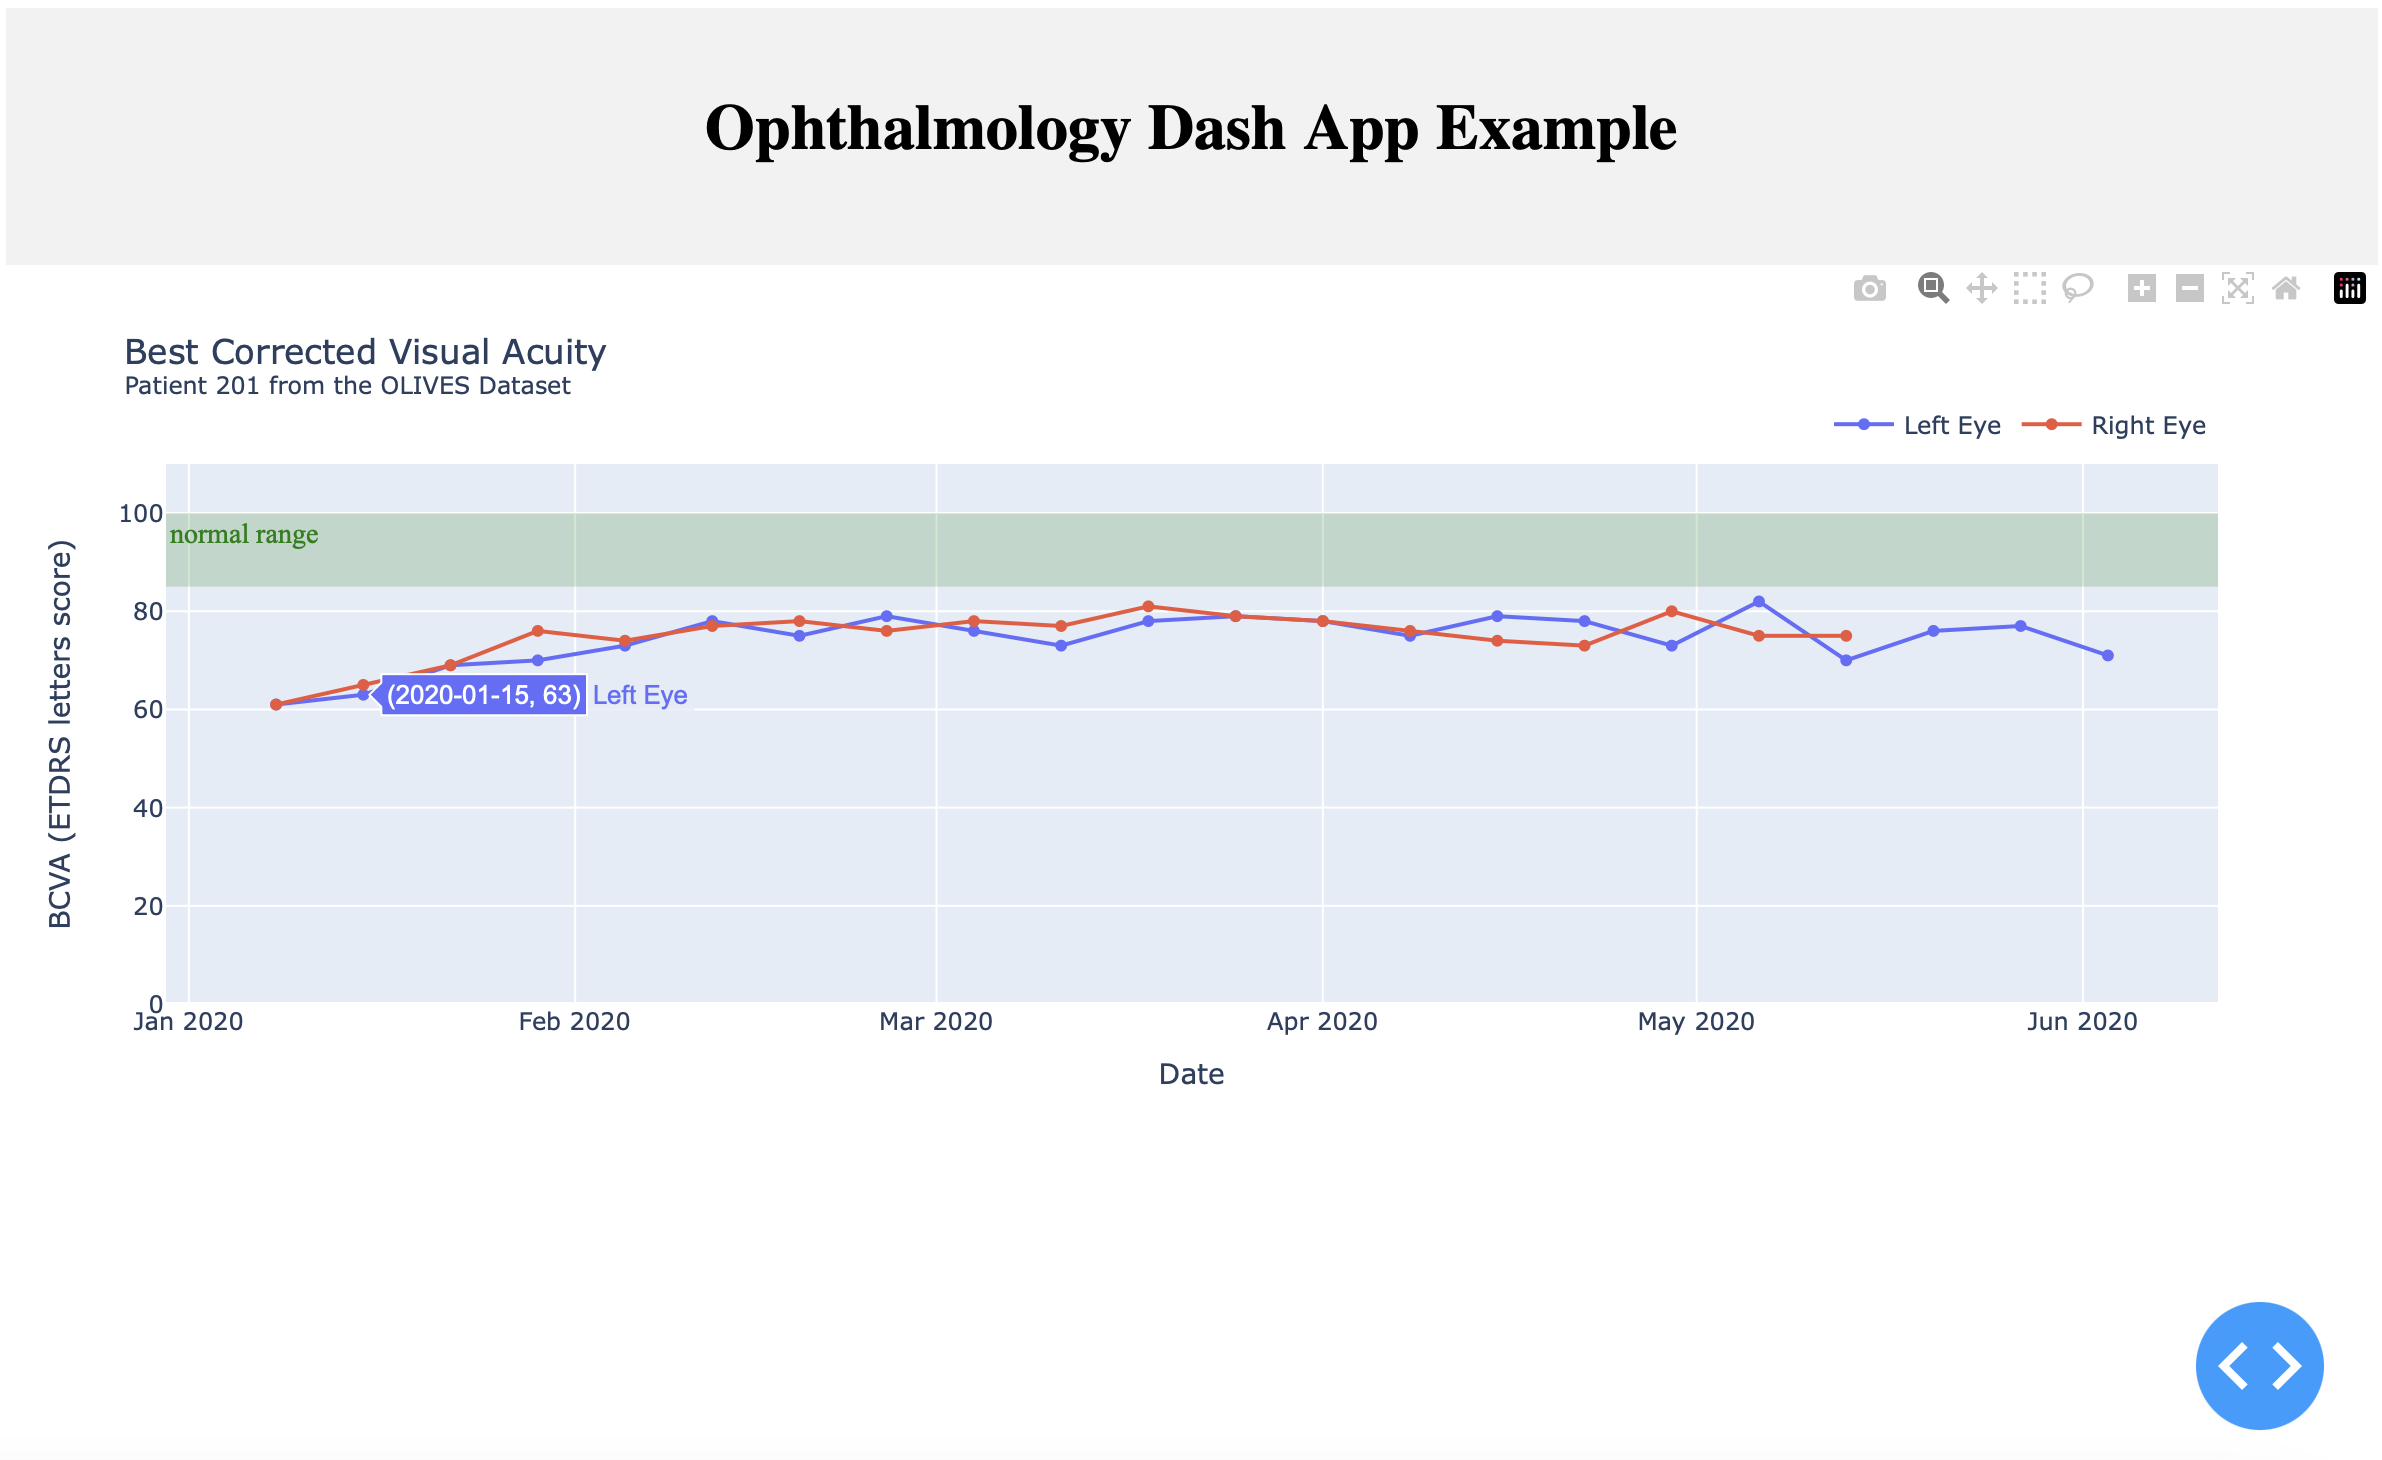 Ophthalmology Dash App Example
Best Corrected Visual Acuity
Patient 201 from the OLIVES Dataset
Left Eye
Right Eye
100
normal range
80
60
40
20
0
(2020-01-15, 63) Left Eye
BCVA (ETDRS letters score)
Jan 2020
Feb 2020
Mar 2020
Apr 2020
May 2020
Jun 2020
Date